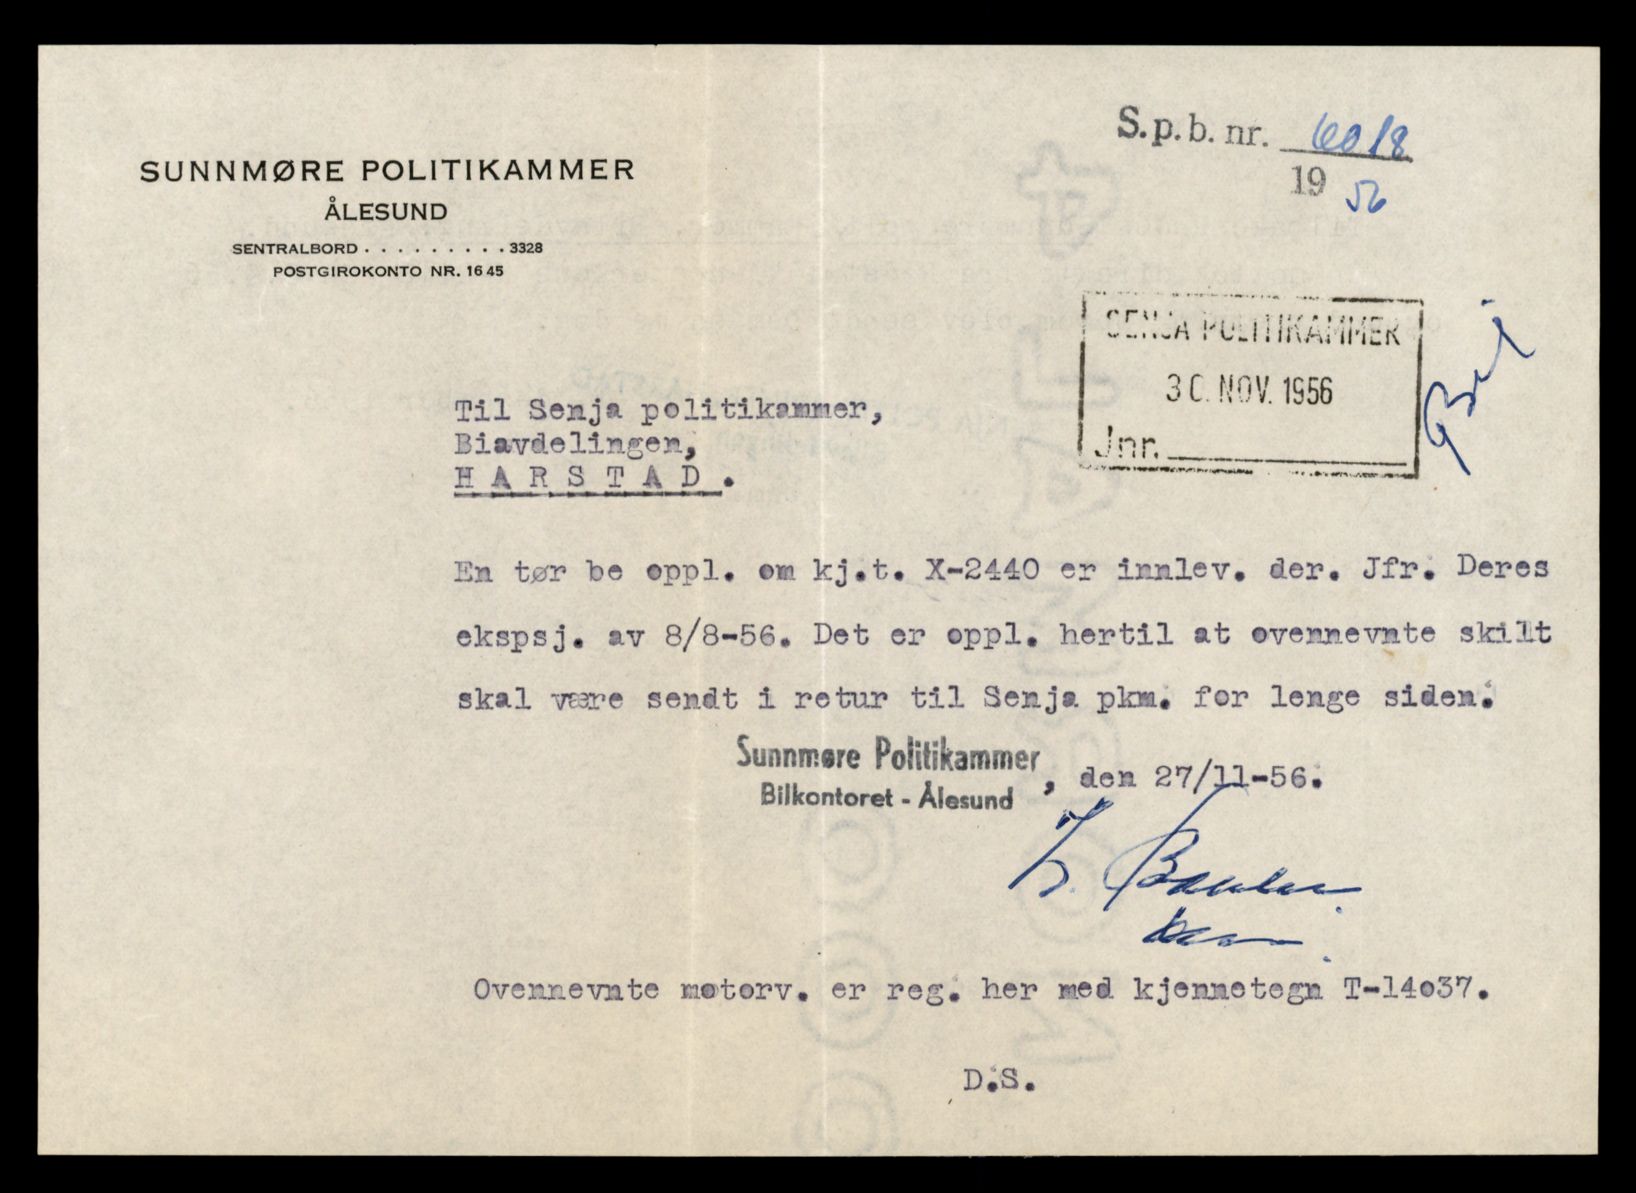 S.p.b. nr. 6018
19 56
SUNNMØRE POLITIKAMMER
ÅLESUND
SENTRALBORD . . . . . . . . . 3328
POSTGIROKONTO NR. 1645
SENJA POLITIKAMMER
30. NOV. 1956
Jnr.
Bil
Til Senja politikammer,
Biavdelingen,
HARSTAD.
En tør be oppl. om kj.t. X-2440 er innlev. der. Jfr. Deres
ekspsj. av 8/8-56. Det er oppl. hertil at ovennevnte skilt
skal være sendt i retur til Senja pkm. for lenge siden.
Sunnmøre Politikammer
Bilkontoret - Ålesund , den 27/11-56.
Ovennevnte motorv. er reg. her med kjennetegn T-14037.
D.S.